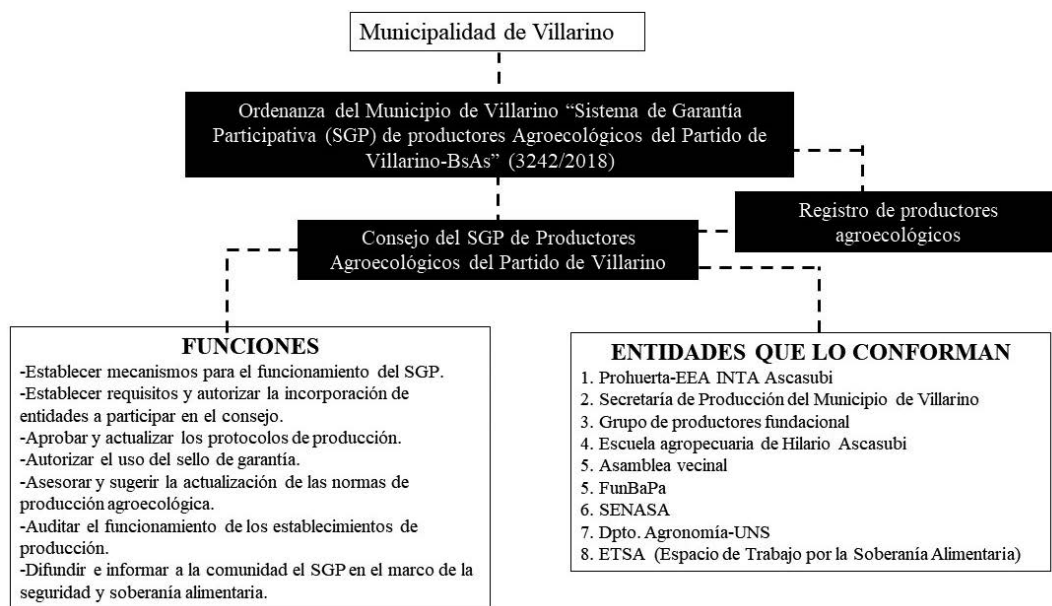 Municipalidad de Villarino
Ordenanza del Municipio de Villarino “Sistema de Garantía
Participativa (SGP) de productores Agroecológicos del Partido de
Villarino-BsAs” (3242/2018)
Registro de productores
agroecológicos
Consejo del SGP de Productores
Agroecológicos del Partido de Villarino
FUNCIONES
-Establecer mecanismos para el funcionamiento del SGP.
-Establecer requisitos y autorizar la incorporación de
entidades a participar en el consejo.
-Aprobar y actualizar los protocolos de producción.
-Autorizar el uso del sello de garantía.
-Asesorar y sugerir la actualización de las normas de
producción agroecológica.
-Auditar el funcionamiento de los establecimientos de
producción.
-Difundir e informar a la comunidad el SGP en el marco de la
seguridad y soberanía alimentaria.
ENTIDADES QUE LO CONFORMAN
1. Prohuerta-EEA INTA Ascasubi
2. Secretaría de Producción del Municipio de Villarino
3. Grupo de productores fundacional
4. Escuela agropecuaria de Hilario Ascasubi
5. Asamblea vecinal
5. FunBaPa
6. SENASA
7. Dpto. Agronomía-UNS
8. ETSA (Espacio de Trabajo por la Soberanía Alimentaria)